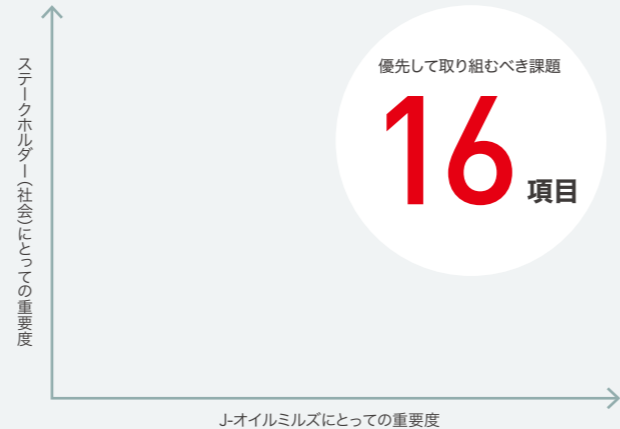 ステークホルダー（社会）にとっての重要度
優先して取り組むべき課題
16項目
J-オイルミルズにとっての重要度